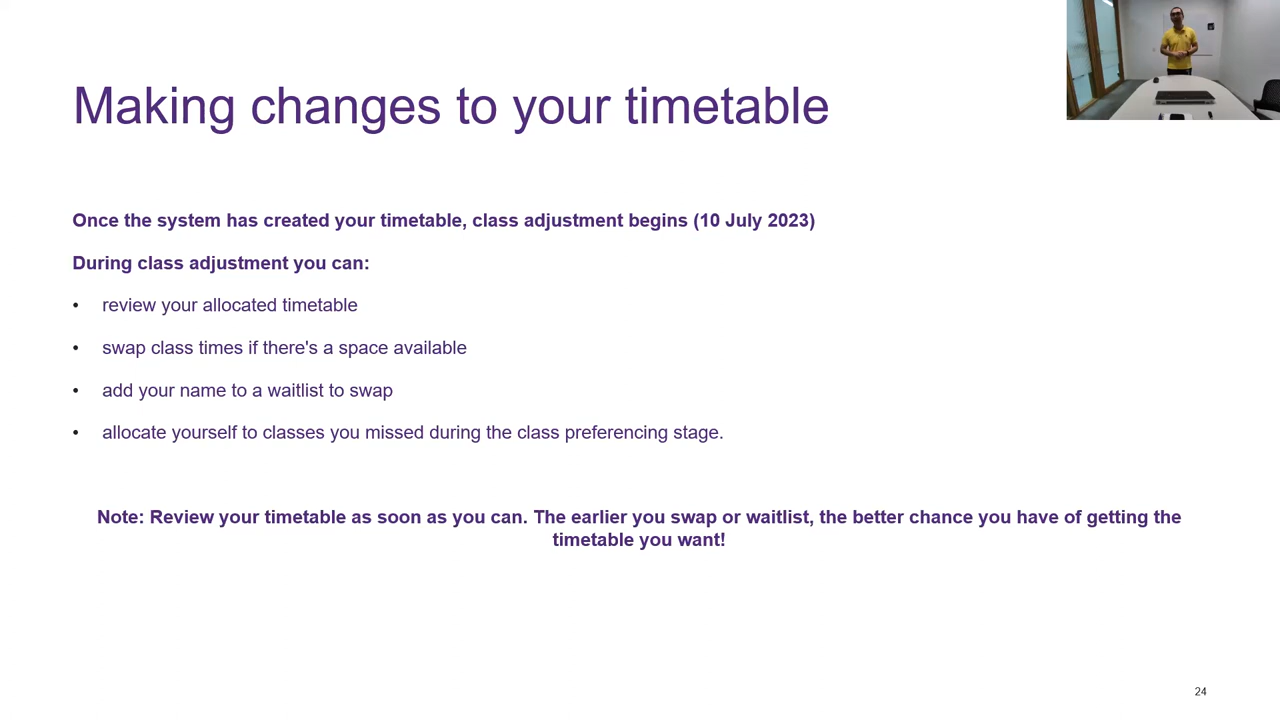 Making changes to your timetable
Once the system has created your timetable, class adjustment begins (10 July 2023)
During class adjustment you can:
• review your allocated timetable
• swap class times if there's a space available
• add your name to a waitlist to swap
• allocate yourself to classes you missed during the class preferencing stage.
Note: Review your timetable as soon as you can. The earlier you swap or waitlist, the better chance you have of getting the
timetable you want!
24